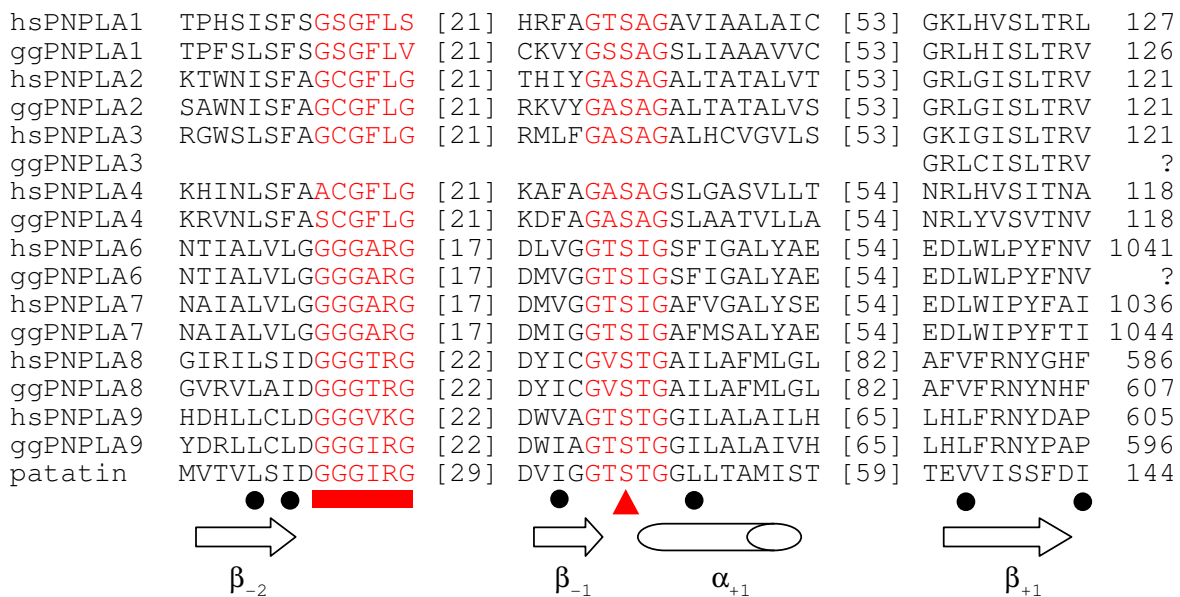 hsPNPLA1 TPHSISFSGSGFLS [21] HRFAGTSAGAVIAALAIC [53] GKLHVSLTRL 127
ggPNPLA1 TPFSLSFSGSGFLV [21] CKVYGSSAGSLIAAAVVC [53] GRLHISLTRV 126
hsPNPLA2 KTWNISFAGCGFLG [21] THIYGASAGALTATALVT [53] GRLGISLTRV 121
ggPNPLA2 SAWNISFAGCGFLG [21] RKVYGASAGALTATALVS [53] GRLGISLTRV 121
hsPNPLA3 RGWSLSFAGCGFLG [21] RMLFGASAGALHCVGVLS [53] GKIGISLTRV 121
ggPNPLA3 GRLCISLTRV ?
hsPNPLA4 KHINLSFAACGFLG [21] KAFAGASAGSLGASVLLT [54] NRLHVSITNA 118
ggPNPLA4 KRVNLSFASCGFLG [21] KDFAGASAGSLAATVLLA [54] NRLYVSVTNV 118
hsPNPLA6 NTIALVLGGGGARG [17] DLVGGTSIGSFIGALYAE [54] EDLWLPYFNV 1041
ggPNPLA6 NTIALVLGGGGARG [17] DMVGGTSIGSFIGALYAE [54] EDLWLPYFNV ?
hsPNPLA7 NAIALVLGGGGARG [17] DMVGGTSIGAFVGALYSE [54] EDLWIPYFAI 1036
ggPNPLA7 NAIALVLGGGGARG [17] DMIGGTSIGAFMSALYAE [54] EDLWIPYFTI 1044
hsPNPLA8 GIRILSIDGGGTRG [22] DYICGVSTGAILAFMLGL [82] AFVFRNYGHF 586
ggPNPLA8 GVRVLAIDGGGTRG [22] DYICGVSTGAILAFMLGL [82] AFVFRNYNHF 607
hsPNPLA9 HDHLLCLDGGGVKG [22] DWVAGTSTGGILALAILH [65] LHLFRNYDAP 605
ggPNPLA9 YDRLLCLDGGGIRG [22] DWIAGTSTGGILALAIVH [65] LHLFRNYPAP 596
patatin MVTVLSIDGGGIRG [29] DVIGGTSTGGLLTAMIST [59] TEVVISSFDI 144
β₋₂ β₋₁ α₊₁ β₊₁